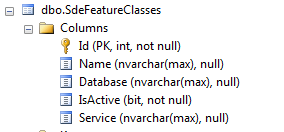 dbo.SdeFeatureClasses
Columns
Id (PK, int, not null)
Name (nvarchar(max), null)
Database (nvarchar(max), null)
IsActive (bit, not null)
Service (nvarchar(max), null)